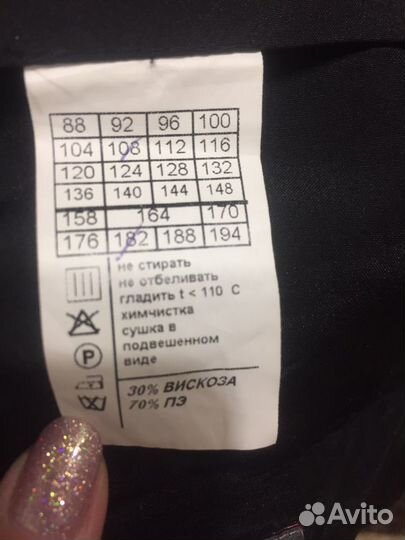 88 92 96 100
104 108 112 116
120 124 128 132
136 140 144 148
158 164 170
176 182 188 194
не стирать
не отбеливать
гладить t < 110 C
химчистка
сушка в
подвешенном
виде
P
30% ВИСКОЗА
70% ПЭ
Avito